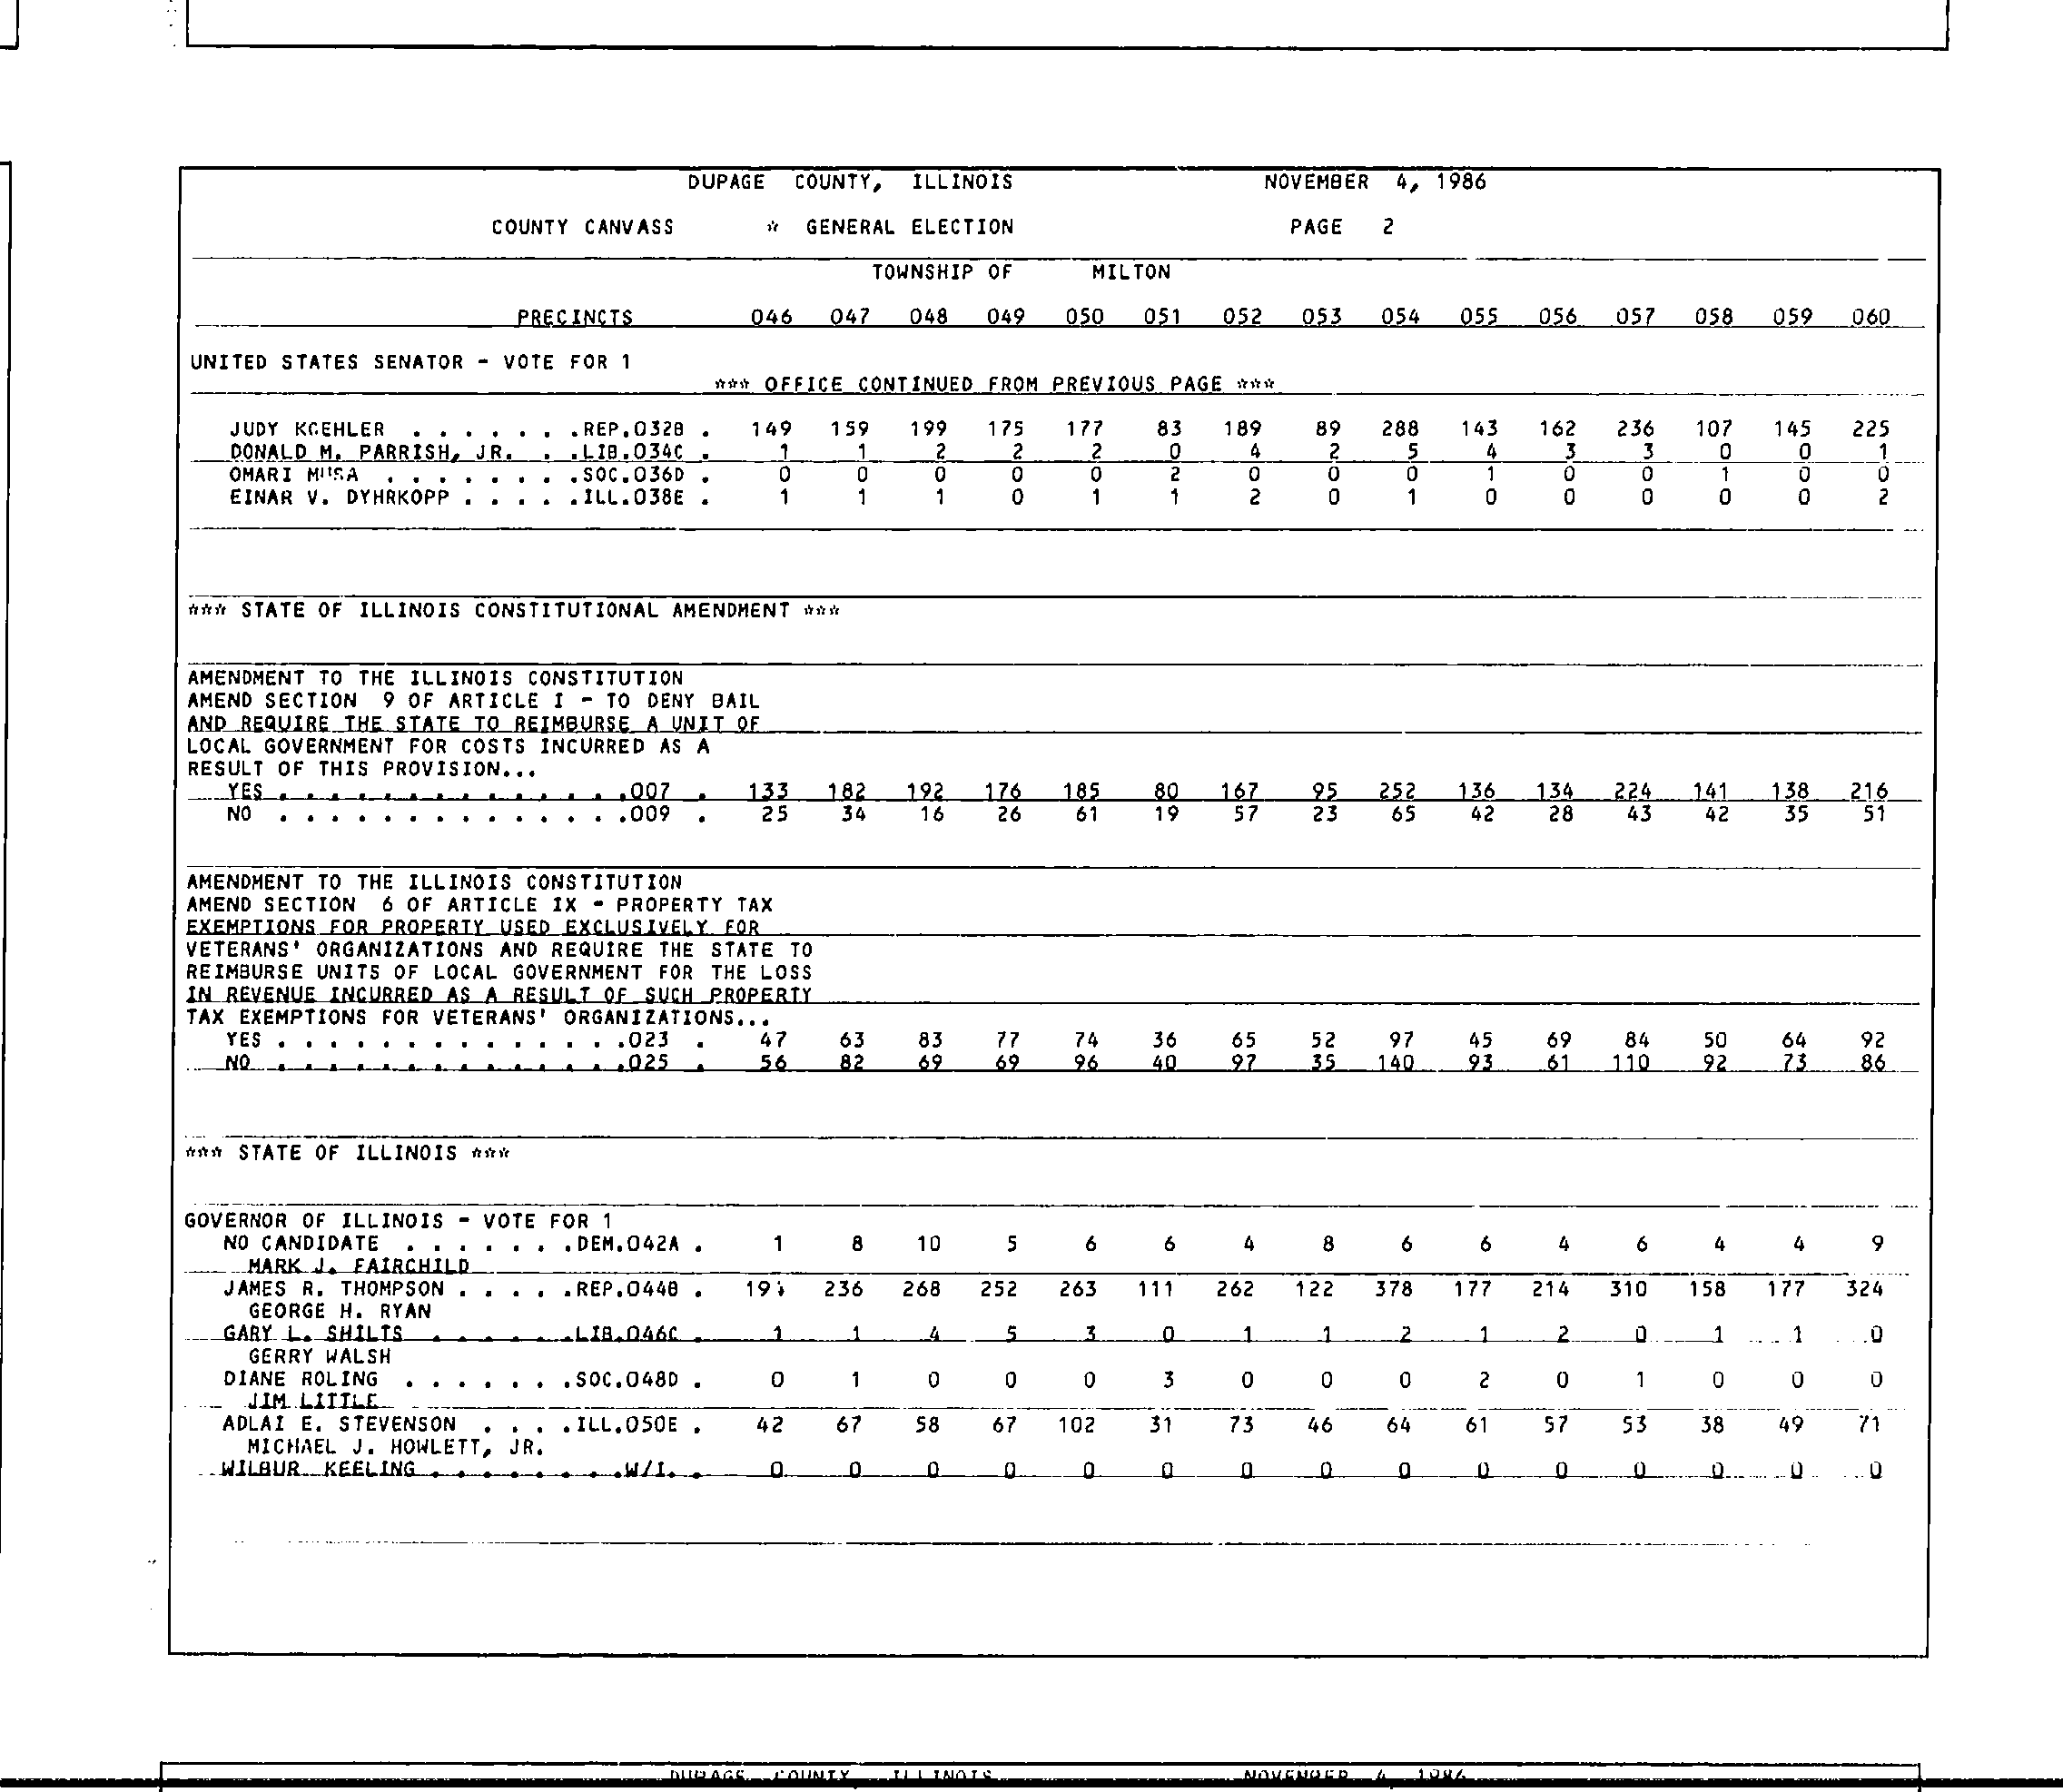 DUPAGE COUNTY, ILLINOIS NOVEMBER 4, 1986
COUNTY CANVASS * GENERAL ELECTION PAGE 2
TOWNSHIP OF MILTON
PRECINCTS 046 047 048 049 050 051 052 053 054 055 056 057 058 059 060
UNITED STATES SENATOR - VOTE FOR 1
*** OFFICE CONTINUED FROM PREVIOUS PAGE ***
JUDY KOEHLER . . . . . . .REP.032B . 149 159 199 175 177 83 189 89 288 143 162 236 107 145 225
DONALD M. PARRISH, JR. . .LIB.034C . 1 1 2 2 2 0 4 2 5 4 3 3 0 0 1
OMARI MUSA . . . . . . . .SOC.036D . 0 0 0 0 0 2 0 0 0 1 0 0 1 0 0
EINAR V. DYHRKOPP . . . . .ILL.038E . 1 1 1 0 1 1 2 0 1 0 0 0 0 0 2
*** STATE OF ILLINOIS CONSTITUTIONAL AMENDMENT ***
AMENDMENT TO THE ILLINOIS CONSTITUTION
AMEND SECTION 9 OF ARTICLE I - TO DENY BAIL
AND REQUIRE THE STATE TO REIMBURSE A UNIT OF
LOCAL GOVERNMENT FOR COSTS INCURRED AS A
RESULT OF THIS PROVISION...
YES . . . . . . . . . . . . . .007 . 133 182 192 176 185 80 167 95 252 136 134 224 141 138 216
NO . . . . . . . . . . . . . .009 . 25 34 16 26 61 19 57 23 65 42 28 43 42 35 51
AMENDMENT TO THE ILLINOIS CONSTITUTION
AMEND SECTION 6 OF ARTICLE IX - PROPERTY TAX
EXEMPTIONS FOR PROPERTY USED EXCLUSIVELY FOR
VETERANS' ORGANIZATIONS AND REQUIRE THE STATE TO
REIMBURSE UNITS OF LOCAL GOVERNMENT FOR THE LOSS
IN REVENUE INCURRED AS A RESULT OF SUCH PROPERTY
TAX EXEMPTIONS FOR VETERANS' ORGANIZATIONS...
YES . . . . . . . . . . . . . .023 . 47 63 83 77 74 36 65 52 97 45 69 84 50 64 92
NO . . . . . . . . . . . . . .025 . 56 82 69 69 96 40 97 35 140 93 61 110 92 73 86
*** STATE OF ILLINOIS ***
GOVERNOR OF ILLINOIS - VOTE FOR 1
NO CANDIDATE . . . . . . .DEM.042A . 1 8 10 5 6 6 4 8 6 6 4 6 4 4 9
MARK J. FAIRCHILD
JAMES R. THOMPSON . . . . .REP.044B . 236 268 252 263 111 262 122 378 177 214 310 158 177 324
GEORGE H. RYAN
GARY L. SHILTS . . . . . .LIB.046C . 1 1 4 5 3 0 1 1 2 1 2 0 1 1 0
GERRY WALSH
DIANE ROLING . . . . . . .SOC.048D . 0 1 0 0 0 3 0 0 0 2 0 1 0 0 0
JIM LITTLE
ADLAI E. STEVENSON . . . .ILL.050E . 42 67 58 67 102 31 73 46 64 61 57 53 38 49 71
MICHAEL J. HOWLETT, JR.
WILBUR KEELING . . . . . . . .W/I. . 0 0 0 0 0 0 0 0 0 0 0 0 0 0 0
DUPAGE COUNTY, ILLINOIS NOVEMBER 4, 1986